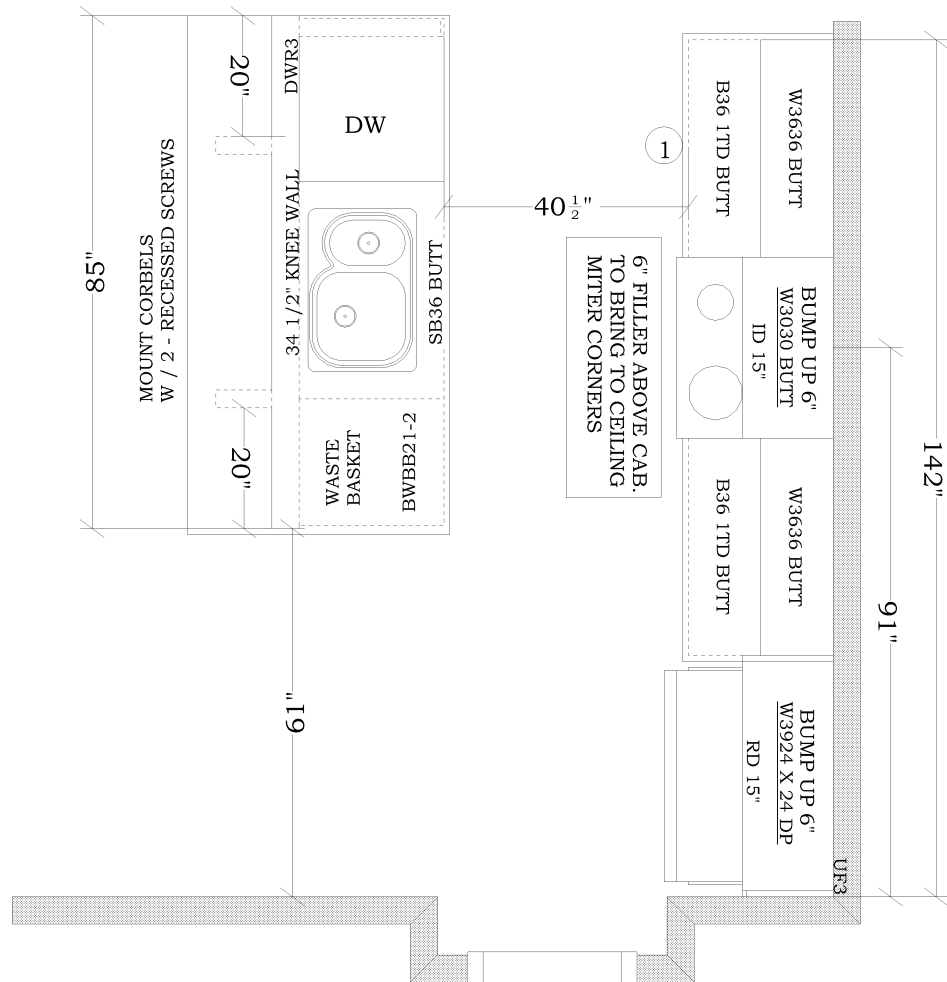 20"
DWR3
DW
B36 1TD BUTT
W3636 BUTT
1
MOUNT CORBELS
W / 2 - RECESSED SCREWS
34 1/2" KNEE WALL
40 1/2"
85"
SB36 BUTT
6" FILLER ABOVE CAB.
TO BRING TO CEILING
MITER CORNERS
BUMP UP 6"
W3030 BUTT
ID 15"
20"
WASTE
BASKET
BWBB21-2
B36 1TD BUTT
W3636 BUTT
142"
91"
61"
BUMP UP 6"
W3924 X 24 DP
RD 15"
UF3